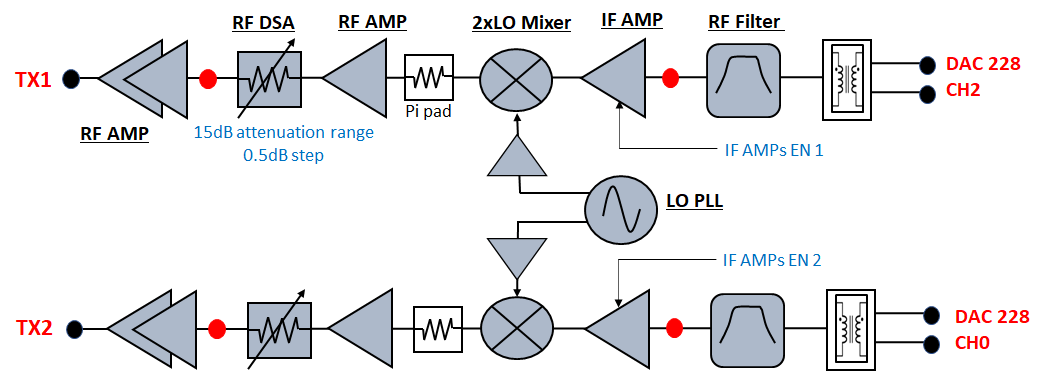 RF DSA
RF AMP
2xLO Mixer
IF AMP
RF Filter
TX1
DAC 228
CH2
RF AMP
Pi pad
15dB attenuation range
0.5dB step
IF AMPs EN 1
LO PLL
IF AMPs EN 2
TX2
DAC 228
CH0